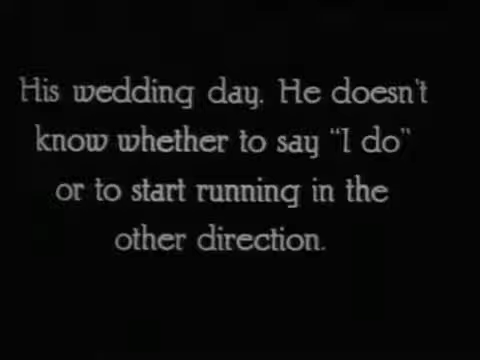 His wedding day. He doesn't
know whether to say "I do"
or to start running in the
other direction.